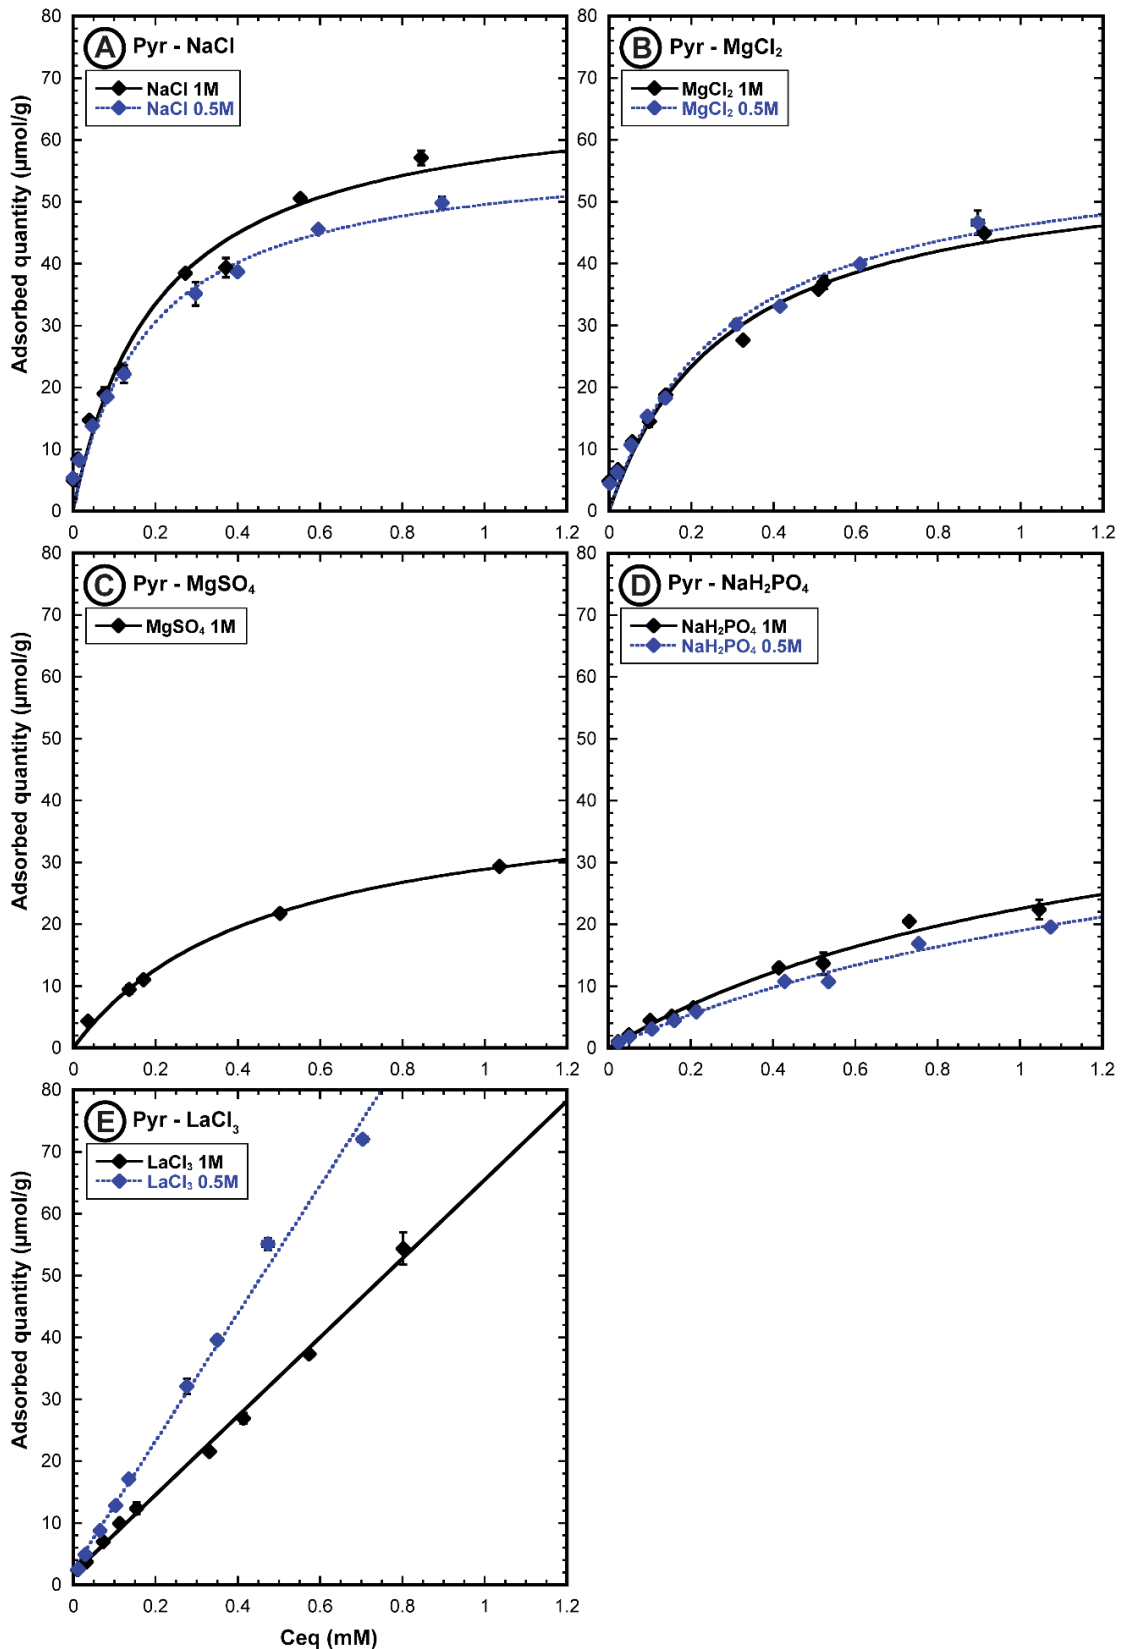 A Pyr - NaCl
NaCl 1M
NaCl 0.5M
Adsorbed quantity (µmol/g)
80
70
60
50
40
30
20
10
0
0 0.2 0.4 0.6 0.8 1 1.2
B Pyr - MgCl₂
MgCl₂ 1M
MgCl₂ 0.5M
80
70
60
50
40
30
20
10
0
0 0.2 0.4 0.6 0.8 1 1.2
C Pyr - MgSO₄
MgSO₄ 1M
Adsorbed quantity (µmol/g)
80
70
60
50
40
30
20
10
0
0 0.2 0.4 0.6 0.8 1 1.2
D Pyr - NaH₂PO₄
NaH₂PO₄ 1M
NaH₂PO₄ 0.5M
80
70
60
50
40
30
20
10
0
0 0.2 0.4 0.6 0.8 1 1.2
E Pyr - LaCl₃
LaCl₃ 1M
LaCl₃ 0.5M
Adsorbed quantity (µmol/g)
80
70
60
50
40
30
20
10
0
0 0.2 0.4 0.6 0.8 1 1.2
Ceq (mM)